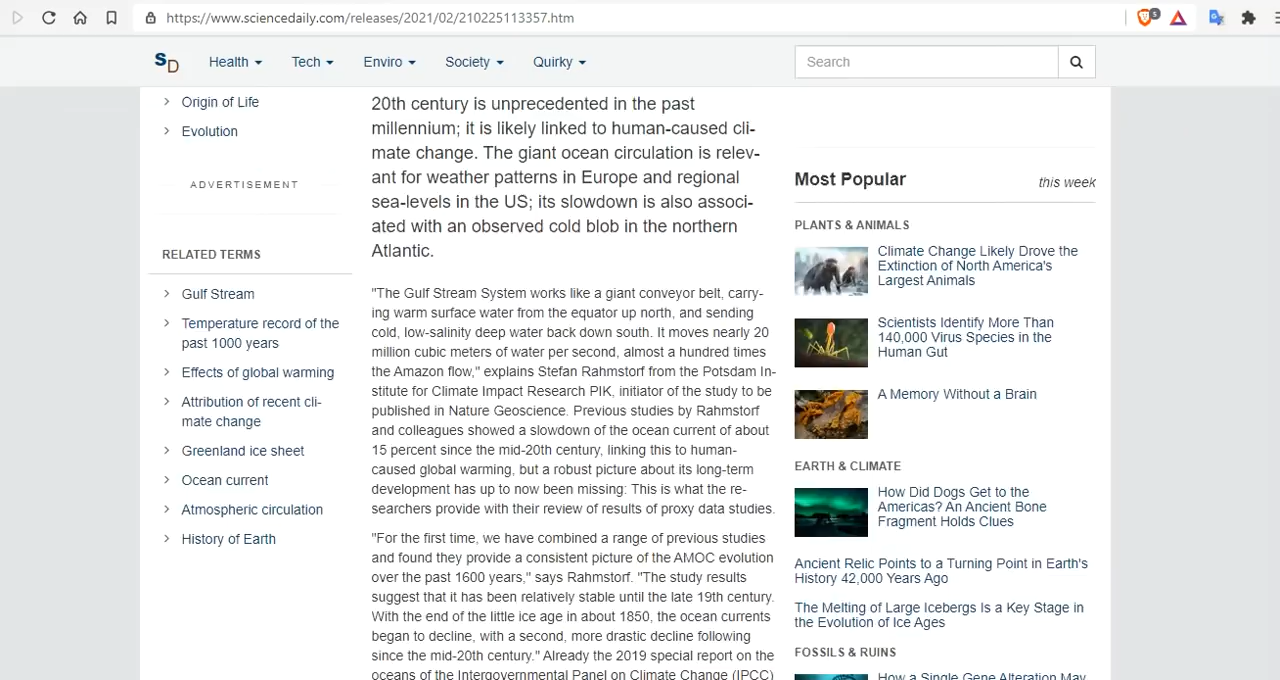 https://www.sciencedaily.com/releases/2021/02/210225113357.htm
5
SD
Health
Tech
Enviro
Society
Quirky
Search
Origin of Life
Evolution
ADVERTISEMENT
RELATED TERMS
Gulf Stream
Temperature record of the
past 1000 years
Effects of global warming
Attribution of recent cli-
mate change
Greenland ice sheet
Ocean current
Atmospheric circulation
History of Earth
20th century is unprecedented in the past
millennium; it is likely linked to human-caused cli-
mate change. The giant ocean circulation is relev-
ant for weather patterns in Europe and regional
sea-levels in the US; its slowdown is also associ-
ated with an observed cold blob in the northern
Atlantic.
"The Gulf Stream System works like a giant conveyor belt, carry-
ing warm surface water from the equator up north, and sending
cold, low-salinity deep water back down south. It moves nearly 20
million cubic meters of water per second, almost a hundred times
the Amazon flow," explains Stefan Rahmstorf from the Potsdam In-
stitute for Climate Impact Research PIK, initiator of the study to be
published in Nature Geoscience. Previous studies by Rahmstorf
and colleagues showed a slowdown of the ocean current of about
15 percent since the mid-20th century, linking this to human-
caused global warming, but a robust picture about its long-term
development has up to now been missing: This is what the re-
searchers provide with their review of results of proxy data studies.
"For the first time, we have combined a range of previous studies
and found they provide a consistent picture of the AMOC evolution
over the past 1600 years," says Rahmstorf. "The study results
suggest that it has been relatively stable until the late 19th century.
With the end of the little ice age in about 1850, the ocean currents
began to decline, with a second, more drastic decline following
since the mid-20th century." Already the 2019 special report on the
oceans of the Intergovernmental Panel on Climate Change (IPCC)
Most Popular
this week
PLANTS & ANIMALS
Climate Change Likely Drove the
Extinction of North America's
Largest Animals
Scientists Identify More Than
140,000 Virus Species in the
Human Gut
A Memory Without a Brain
EARTH & CLIMATE
How Did Dogs Get to the
Americas? An Ancient Bone
Fragment Holds Clues
Ancient Relic Points to a Turning Point in Earth's
History 42,000 Years Ago
The Melting of Large Icebergs Is a Key Stage in
the Evolution of Ice Ages
FOSSILS & RUINS
How a Single Gene Alteration May